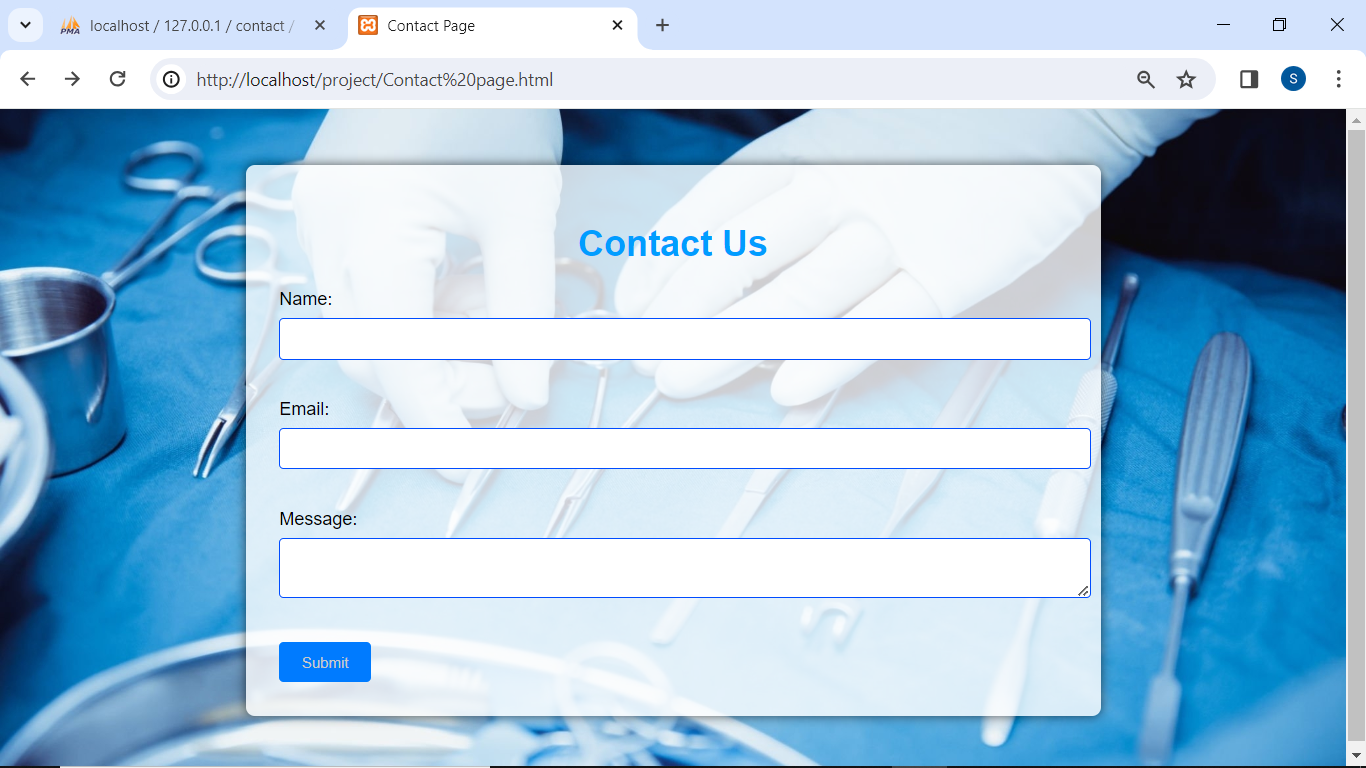 PMA
localhost / 127.0.0.1 / contact /
Contact Page
http://localhost/project/Contact%20page.html
S
Contact Us
Name:
Email:
Message:
Submit